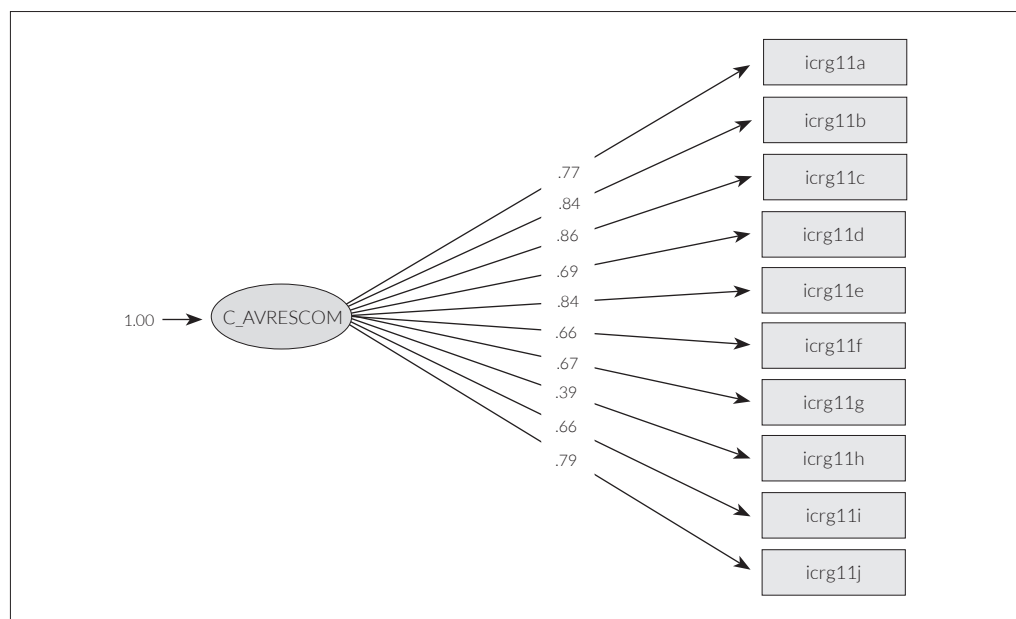 icrg11a
icrg11b
icrg11c
icrg11d
icrg11e
icrg11f
icrg11g
icrg11h
icrg11i
icrg11j
.77
.84
.86
.69
.84
.66
.67
.39
.66
.79
1.00
C_AVRESCOM